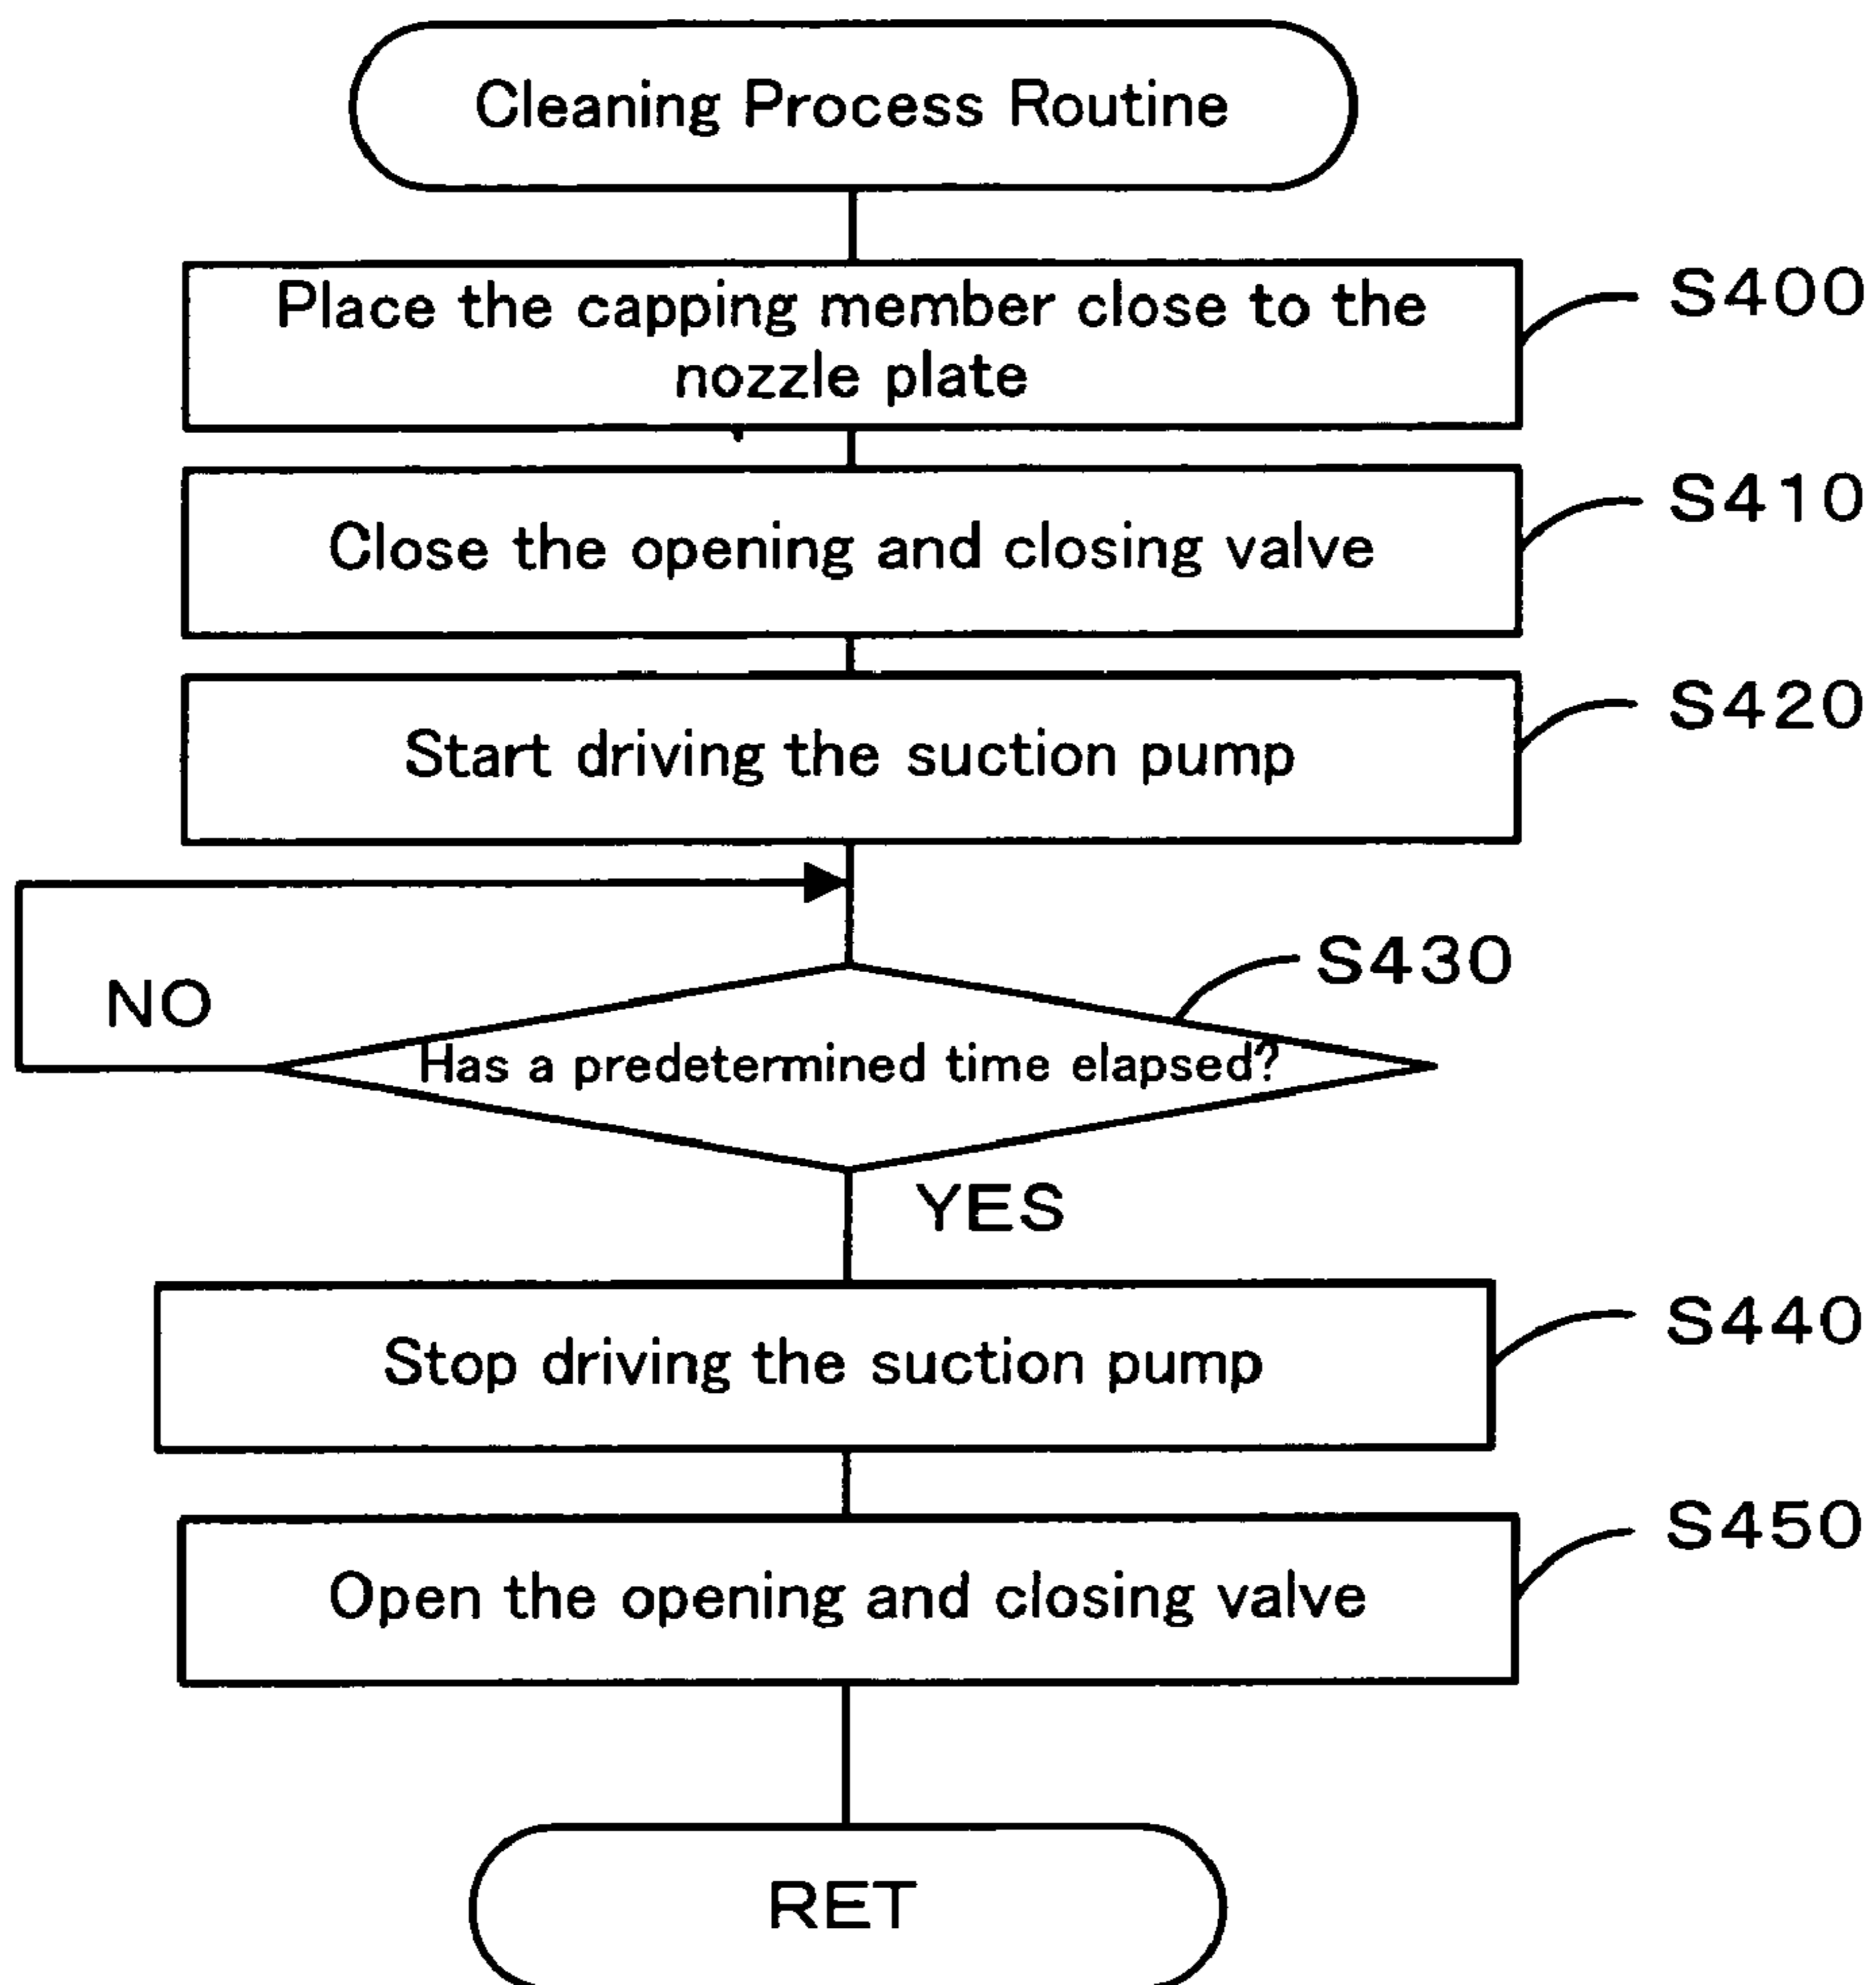 Cleaning Process Routine
Place the capping member close to the
nozzle plate
S400
Close the opening and closing valve
S410
Start driving the suction pump
S420
S430
NO
Has a predetermined time elapsed?
YES
Stop driving the suction pump
S440
Open the opening and closing valve
S450
RET